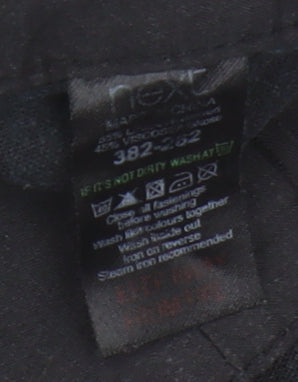 next
MADE IN CHINA
382-262
IF IT'S NOT DIRTY WASH AT
Close all fastenings
before washing
Wash like colours together
Wash inside out
Iron on reverse
Steam iron recommended